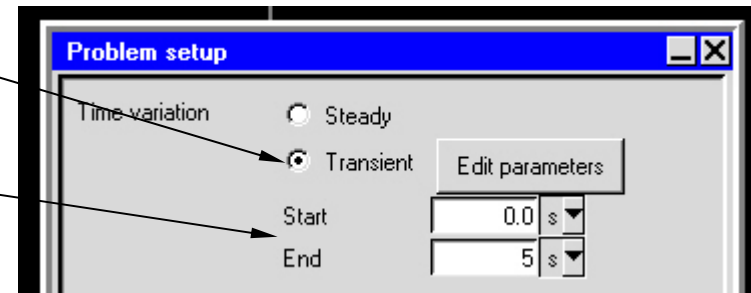 Problem setup
Time variation
Steady
Transient Edit parameters
Start 0.0 s
End 5 s